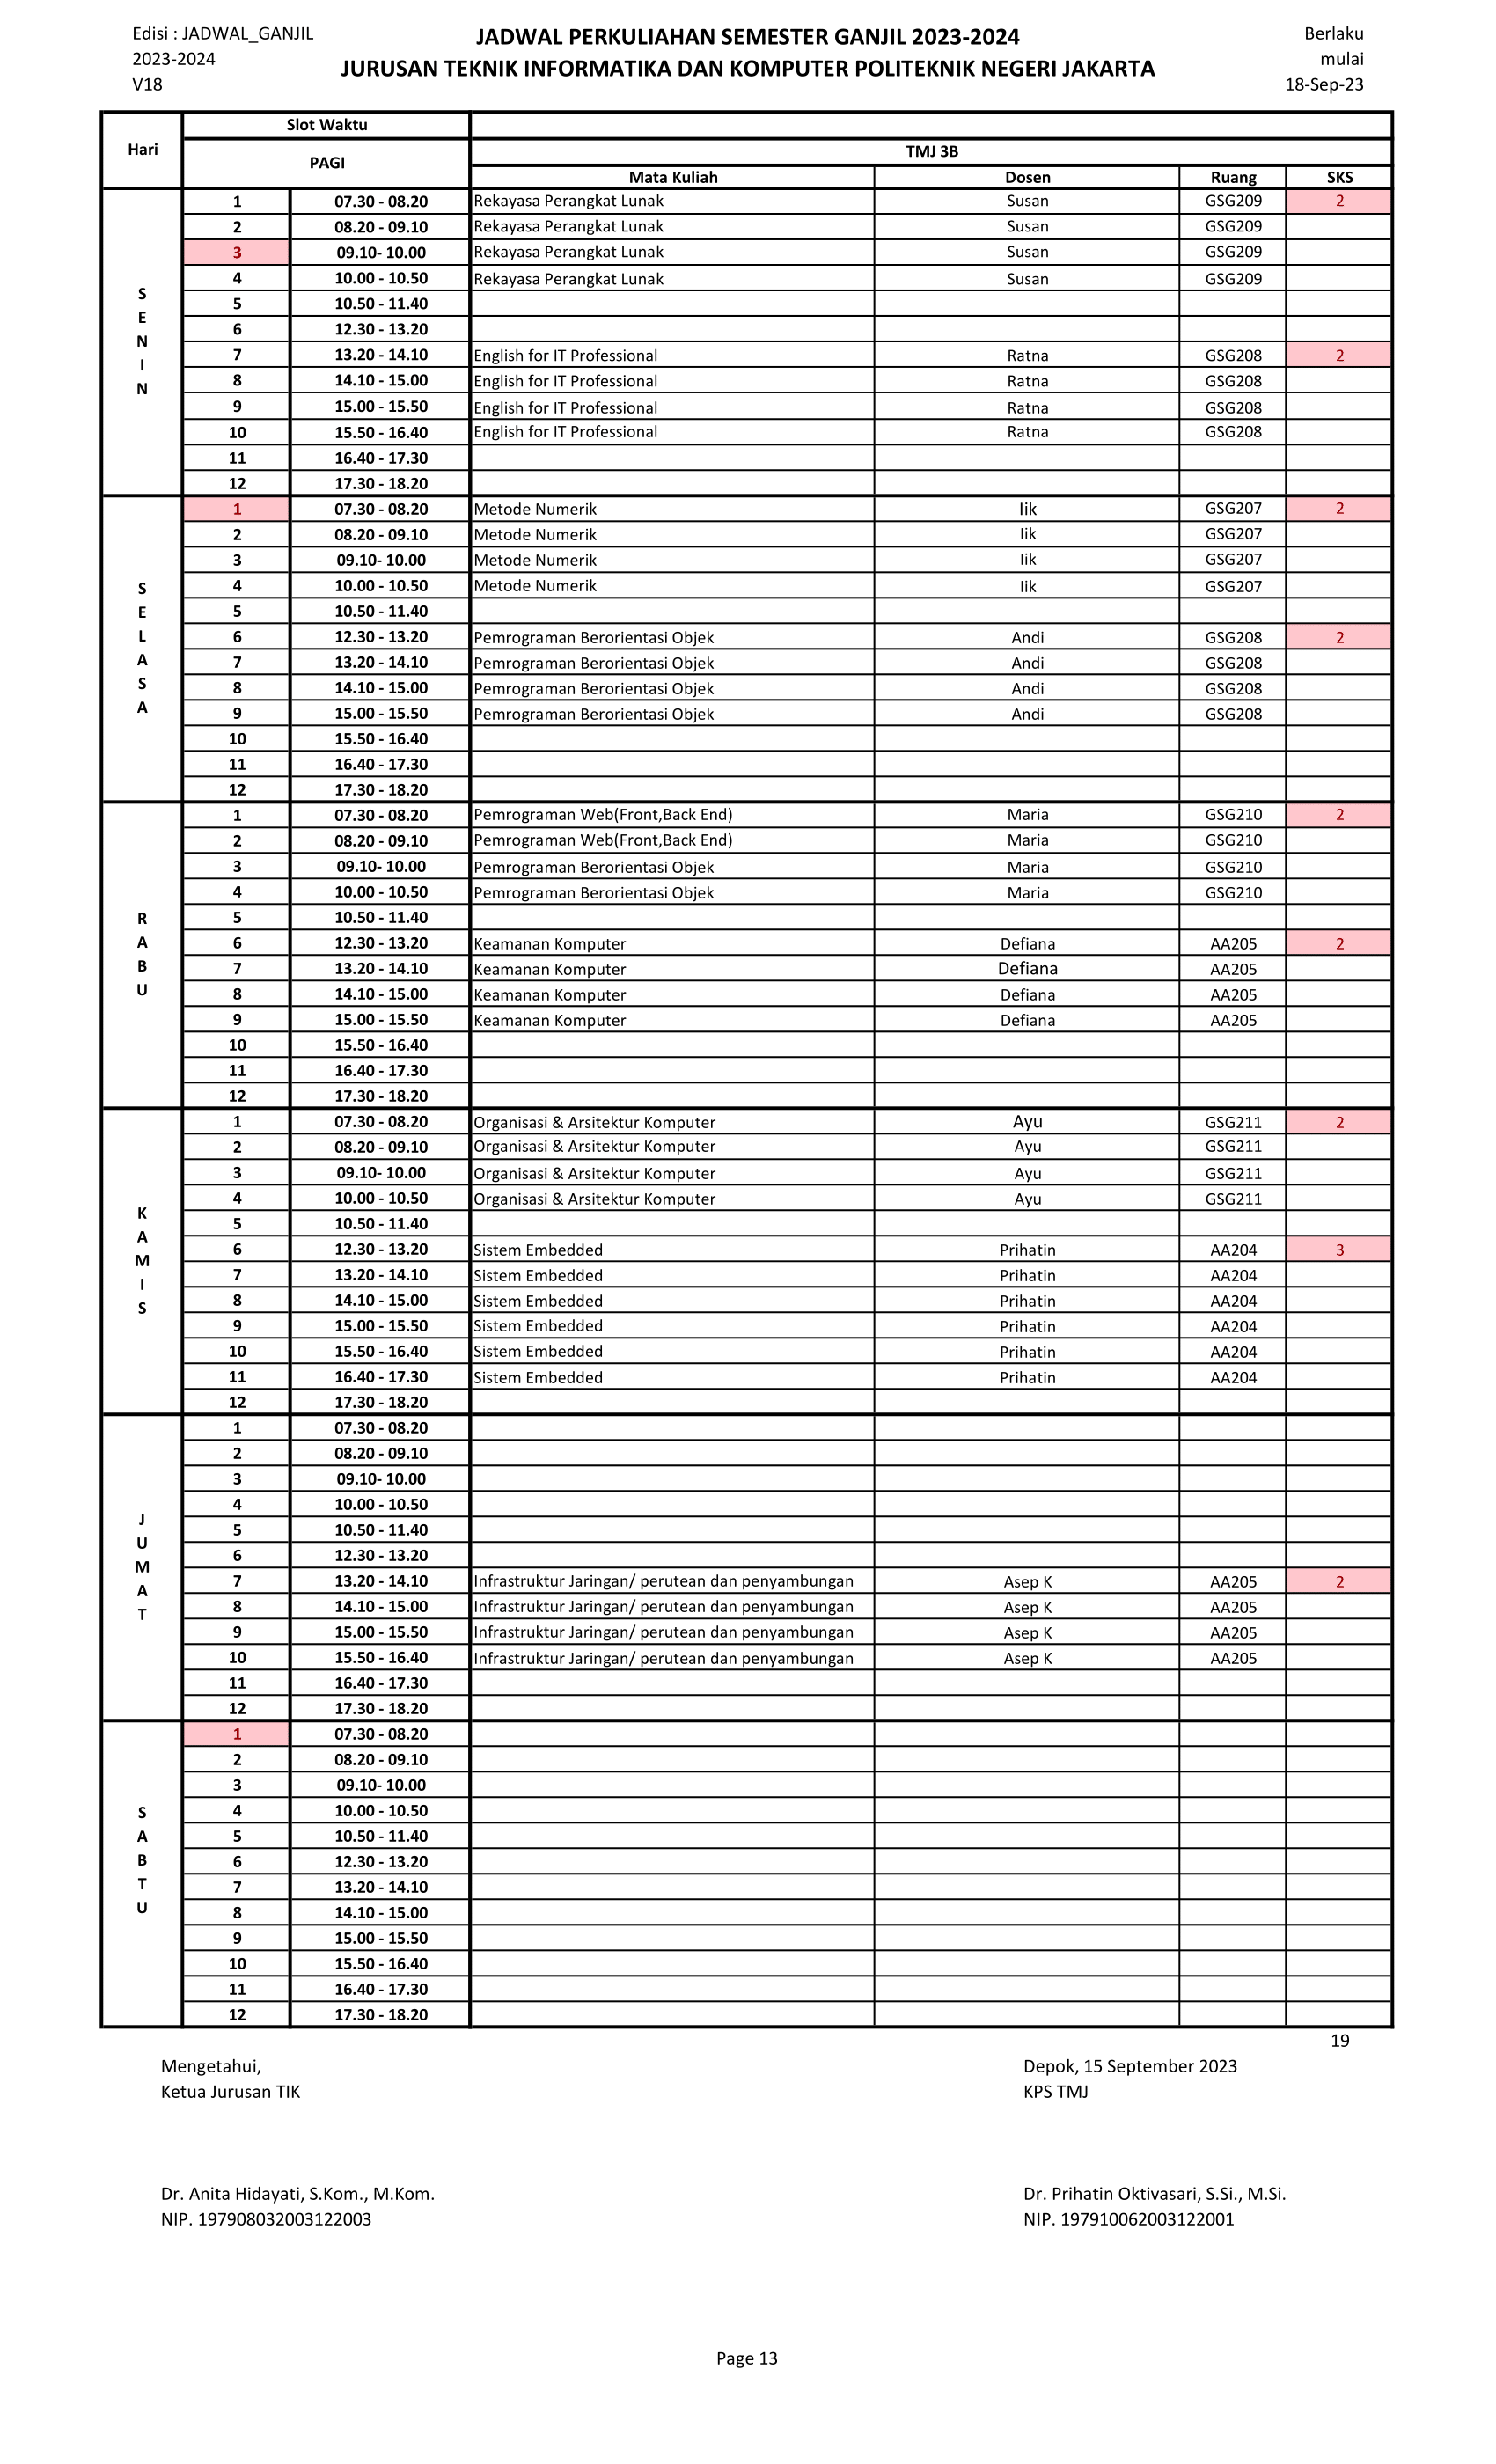 Edisi : JADWAL_GANJIL
2023-2024
V18
JADWAL PERKULIAHAN SEMESTER GANJIL 2023-2024
JURUSAN TEKNIK INFORMATIKA DAN KOMPUTER POLITEKNIK NEGERI JAKARTA
Berlaku
mulai
18-Sep-23
Hari Slot Waktu
PAGI TMJ 3B
Mata Kuliah Dosen Ruang SKS
SENIN
1 07.30 - 08.20 Rekayasa Perangkat Lunak Susan GSG209 2
2 08.20 - 09.10 Rekayasa Perangkat Lunak Susan GSG209
3 09.10- 10.00 Rekayasa Perangkat Lunak Susan GSG209
4 10.00 - 10.50 Rekayasa Perangkat Lunak Susan GSG209
5 10.50 - 11.40
6 12.30 - 13.20
7 13.20 - 14.10 English for IT Professional Ratna GSG208 2
8 14.10 - 15.00 English for IT Professional Ratna GSG208
9 15.00 - 15.50 English for IT Professional Ratna GSG208
10 15.50 - 16.40 English for IT Professional Ratna GSG208
11 16.40 - 17.30
12 17.30 - 18.20
SELASA
1 07.30 - 08.20 Metode Numerik Iik GSG207 2
2 08.20 - 09.10 Metode Numerik Iik GSG207
3 09.10- 10.00 Metode Numerik Iik GSG207
4 10.00 - 10.50 Metode Numerik Iik GSG207
5 10.50 - 11.40
6 12.30 - 13.20 Pemrograman Berorientasi Objek Andi GSG208 2
7 13.20 - 14.10 Pemrograman Berorientasi Objek Andi GSG208
8 14.10 - 15.00 Pemrograman Berorientasi Objek Andi GSG208
9 15.00 - 15.50 Pemrograman Berorientasi Objek Andi GSG208
10 15.50 - 16.40
11 16.40 - 17.30
12 17.30 - 18.20
RABU
1 07.30 - 08.20 Pemrograman Web(Front,Back End) Maria GSG210 2
2 08.20 - 09.10 Pemrograman Web(Front,Back End) Maria GSG210
3 09.10- 10.00 Pemrograman Berorientasi Objek Maria GSG210
4 10.00 - 10.50 Pemrograman Berorientasi Objek Maria GSG210
5 10.50 - 11.40
6 12.30 - 13.20 Keamanan Komputer Defiana AA205 2
7 13.20 - 14.10 Keamanan Komputer Defiana AA205
8 14.10 - 15.00 Keamanan Komputer Defiana AA205
9 15.00 - 15.50 Keamanan Komputer Defiana AA205
10 15.50 - 16.40
11 16.40 - 17.30
12 17.30 - 18.20
KAMIS
1 07.30 - 08.20 Organisasi & Arsitektur Komputer Ayu GSG211 2
2 08.20 - 09.10 Organisasi & Arsitektur Komputer Ayu GSG211
3 09.10- 10.00 Organisasi & Arsitektur Komputer Ayu GSG211
4 10.00 - 10.50 Organisasi & Arsitektur Komputer Ayu GSG211
5 10.50 - 11.40
6 12.30 - 13.20 Sistem Embedded Prihatin AA204 3
7 13.20 - 14.10 Sistem Embedded Prihatin AA204
8 14.10 - 15.00 Sistem Embedded Prihatin AA204
9 15.00 - 15.50 Sistem Embedded Prihatin AA204
10 15.50 - 16.40 Sistem Embedded Prihatin AA204
11 16.40 - 17.30 Sistem Embedded Prihatin AA204
12 17.30 - 18.20
JUMAT
1 07.30 - 08.20
2 08.20 - 09.10
3 09.10- 10.00
4 10.00 - 10.50
5 10.50 - 11.40
6 12.30 - 13.20
7 13.20 - 14.10 Infrastruktur Jaringan/ perutean dan penyambungan Asep K AA205 2
8 14.10 - 15.00 Infrastruktur Jaringan/ perutean dan penyambungan Asep K AA205
9 15.00 - 15.50 Infrastruktur Jaringan/ perutean dan penyambungan Asep K AA205
10 15.50 - 16.40 Infrastruktur Jaringan/ perutean dan penyambungan Asep K AA205
11 16.40 - 17.30
12 17.30 - 18.20
SABTU
1 07.30 - 08.20
2 08.20 - 09.10
3 09.10- 10.00
4 10.00 - 10.50
5 10.50 - 11.40
6 12.30 - 13.20
7 13.20 - 14.10
8 14.10 - 15.00
9 15.00 - 15.50
10 15.50 - 16.40
11 16.40 - 17.30
12 17.30 - 18.20
19
Mengetahui,
Ketua Jurusan TIK
Depok, 15 September 2023
KPS TMJ
Dr. Anita Hidayati, S.Kom., M.Kom.
NIP. 197908032003122003
Dr. Prihatin Oktivasari, S.Si., M.Si.
NIP. 197910062003122001
Page 13